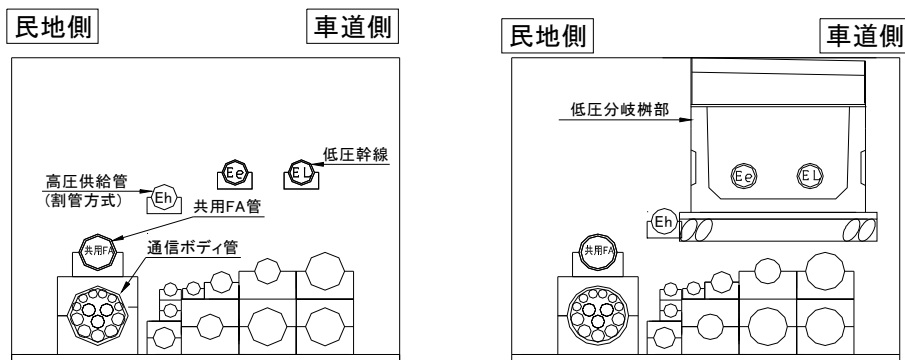 民地側
車道側
低圧幹線
Ee
EL
高圧供給管
(割管方式)
Eh
共用FA管
共用FA
通信ボディ管
民地側
車道側
低圧分岐桝部
Ee
EL
Eh
共用FA